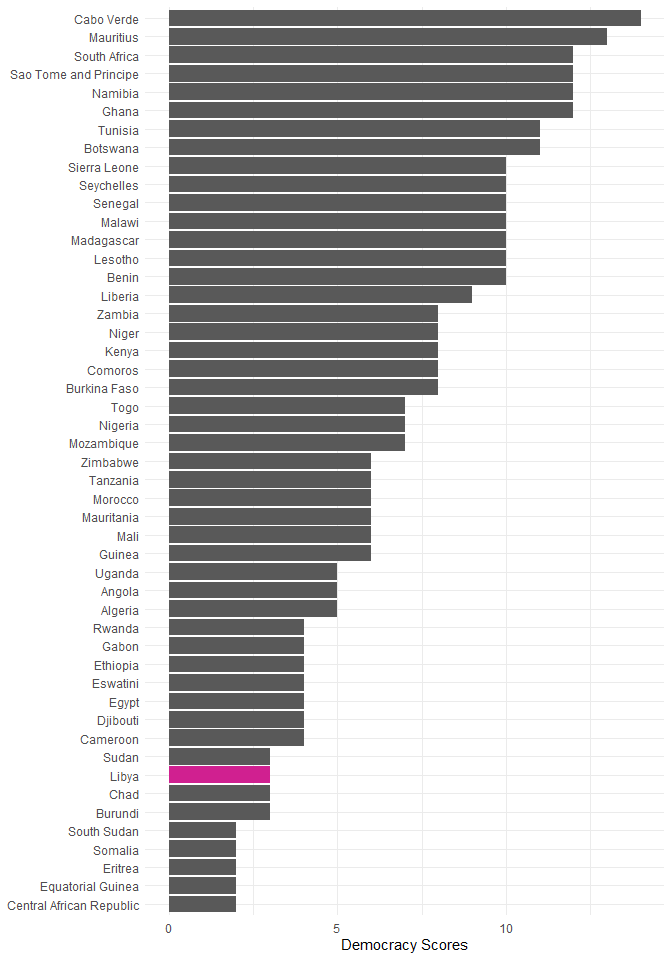 Cabo Verde
Mauritius
South Africa
Sao Tome and Principe
Namibia
Ghana
Tunisia
Botswana
Sierra Leone
Seychelles
Senegal
Malawi
Madagascar
Lesotho
Benin
Liberia
Zambia
Niger
Kenya
Comoros
Burkina Faso
Togo
Nigeria
Mozambique
Zimbabwe
Tanzania
Morocco
Mauritania
Mali
Guinea
Uganda
Angola
Algeria
Rwanda
Gabon
Ethiopia
Eswatini
Egypt
Djibouti
Cameroon
Sudan
Libya
Chad
Burundi
South Sudan
Somalia
Eritrea
Equatorial Guinea
Central African Republic
0 5 10
Democracy Scores